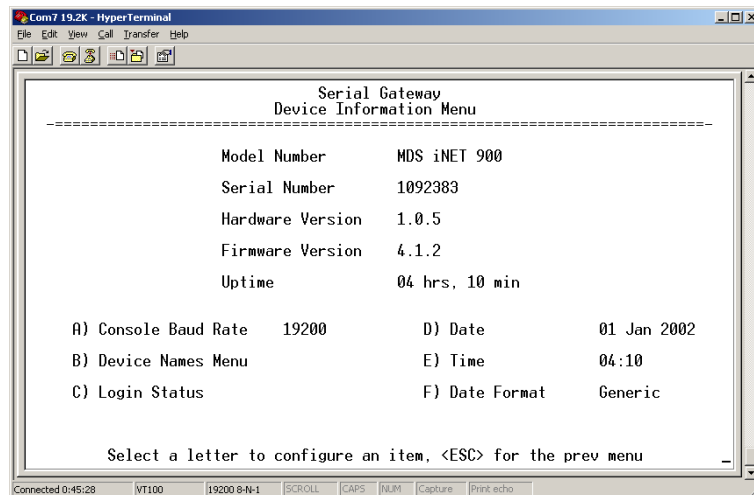 Com7 19.2K - HyperTerminal
File Edit View Call Transfer Help
Serial Gateway
Device Information Menu
-==========================================================================-
Model Number MDS iNET 900
Serial Number 1092383
Hardware Version 1.0.5
Firmware Version 4.1.2
Uptime 04 hrs, 10 min
A) Console Baud Rate 19200 D) Date 01 Jan 2002
B) Device Names Menu E) Time 04:10
C) Login Status F) Date Format Generic
Select a letter to configure an item, <ESC> for the prev menu _
Connected 0:45:28 VT100 19200 8-N-1 SCROLL CAPS NUM Capture Print echo